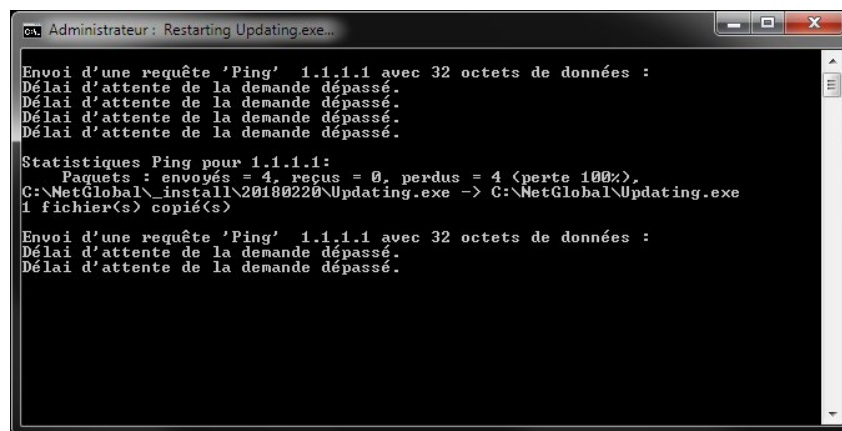 Administrateur : Restarting Updating.exe...
Envoi d'une requête 'Ping'  1.1.1.1 avec 32 octets de données :
Délai d'attente de la demande dépassé.
Délai d'attente de la demande dépassé.
Délai d'attente de la demande dépassé.
Délai d'attente de la demande dépassé.
Statistiques Ping pour 1.1.1.1:
    Paquets : envoyés = 4, reçus = 0, perdus = 4 (perte 100%),
C:\NetGlobal\_install\20180220\Updating.exe -> C:\NetGlobal\Updating.exe
1 fichier(s) copié(s)
Envoi d'une requête 'Ping'  1.1.1.1 avec 32 octets de données :
Délai d'attente de la demande dépassé.
Délai d'attente de la demande dépassé.